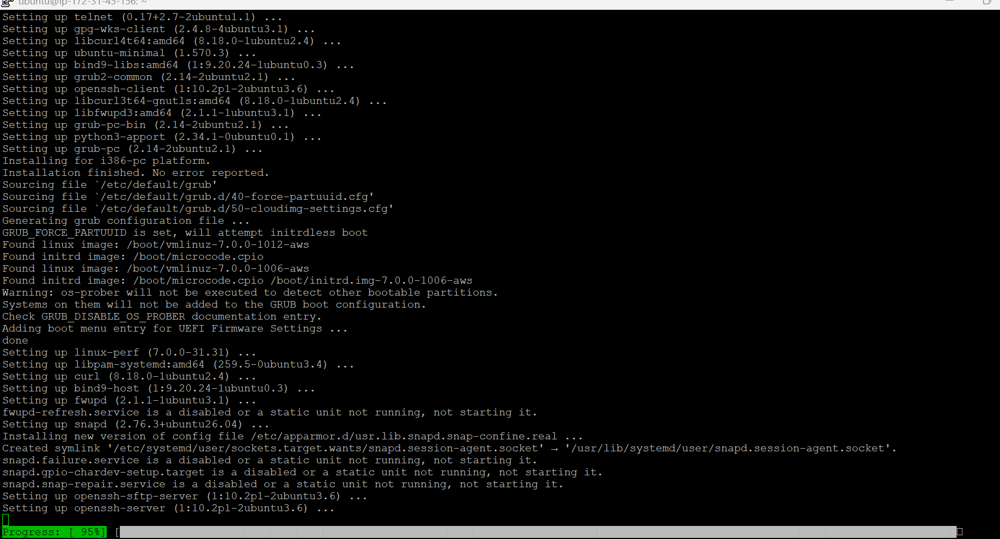 ubuntu@ip-172-31-45-156: ~
Setting up telnet (0.17+2.7-2ubuntu1.1) ...
Setting up gpg-wks-client (2.4.8-4ubuntu3.1) ...
Setting up libcurl4t64:amd64 (8.18.0-1ubuntu2.4) ...
Setting up ubuntu-minimal (1.570.3) ...
Setting up bind9-libs:amd64 (1:9.20.24-1ubuntu0.3) ...
Setting up grub2-common (2.14-2ubuntu2.1) ...
Setting up openssh-client (1:10.2p1-2ubuntu3.6) ...
Setting up libcurl3t64-gnutls:amd64 (8.18.0-1ubuntu2.4) ...
Setting up libfwupd3:amd64 (2.1.1-1ubuntu3.1) ...
Setting up grub-pc-bin (2.14-2ubuntu2.1) ...
Setting up python3-apport (2.34.1-0ubuntu0.1) ...
Setting up grub-pc (2.14-2ubuntu2.1) ...
Installing for i386-pc platform.
Installation finished. No error reported.
Sourcing file `/etc/default/grub'
Sourcing file `/etc/default/grub.d/40-force-partuuid.cfg'
Sourcing file `/etc/default/grub.d/50-cloudimg-settings.cfg'
Generating grub configuration file ...
GRUB_FORCE_PARTUUID is set, will attempt initrdless boot
Found linux image: /boot/vmlinuz-7.0.0-1012-aws
Found initrd image: /boot/microcode.cpio
Found linux image: /boot/vmlinuz-7.0.0-1006-aws
Found initrd image: /boot/microcode.cpio /boot/initrd.img-7.0.0-1006-aws
Warning: os-prober will not be executed to detect other bootable partitions.
Systems on them will not be added to the GRUB boot configuration.
Check GRUB_DISABLE_OS_PROBER documentation entry.
Adding boot menu entry for UEFI Firmware Settings ...
done
Setting up linux-perf (7.0.0-31.31) ...
Setting up libpam-systemd:amd64 (259.5-0ubuntu3.4) ...
Setting up curl (8.18.0-1ubuntu2.4) ...
Setting up bind9-host (1:9.20.24-1ubuntu0.3) ...
Setting up fwupd (2.1.1-1ubuntu3.1) ...
fwupd-refresh.service is a disabled or a static unit not running, not starting it.
Setting up snapd (2.76.3+ubuntu26.04) ...
Installing new version of config file /etc/apparmor.d/usr.lib.snapd.snap-confine.real ...
Created symlink '/etc/systemd/user/sockets.target.wants/snapd.session-agent.socket' → '/usr/lib/systemd/user/snapd.session-agent.socket'.
snapd.failure.service is a disabled or a static unit not running, not starting it.
snapd.gpio-chardev-setup.target is a disabled or a static unit not running, not starting it.
snapd.snap-repair.service is a disabled or a static unit not running, not starting it.
Setting up openssh-sftp-server (1:10.2p1-2ubuntu3.6) ...
Setting up openssh-server (1:10.2p1-2ubuntu3.6) ...
Progress: [ 95%] [